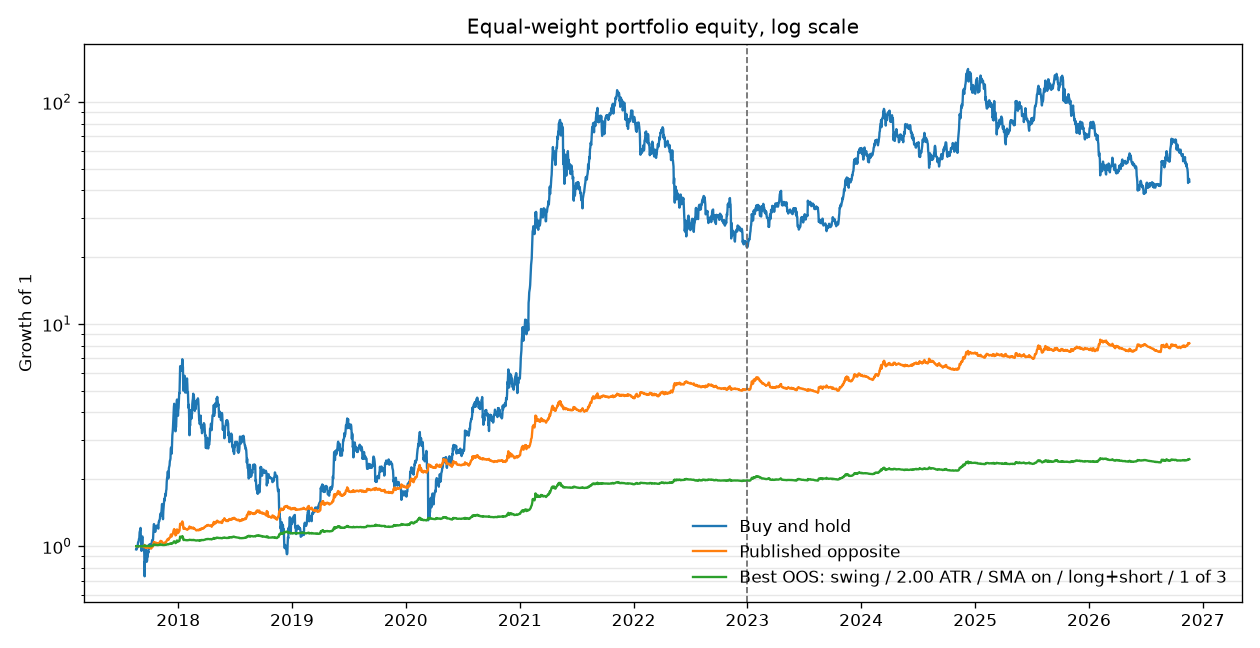 Equal-weight portfolio equity, log scale
Growth of 1
10²
10¹
10⁰
Buy and hold
Published opposite
Best OOS: swing / 2.00 ATR / SMA on / long+short / 1 of 3
2018 2019 2020 2021 2022 2023 2024 2025 2026 2027